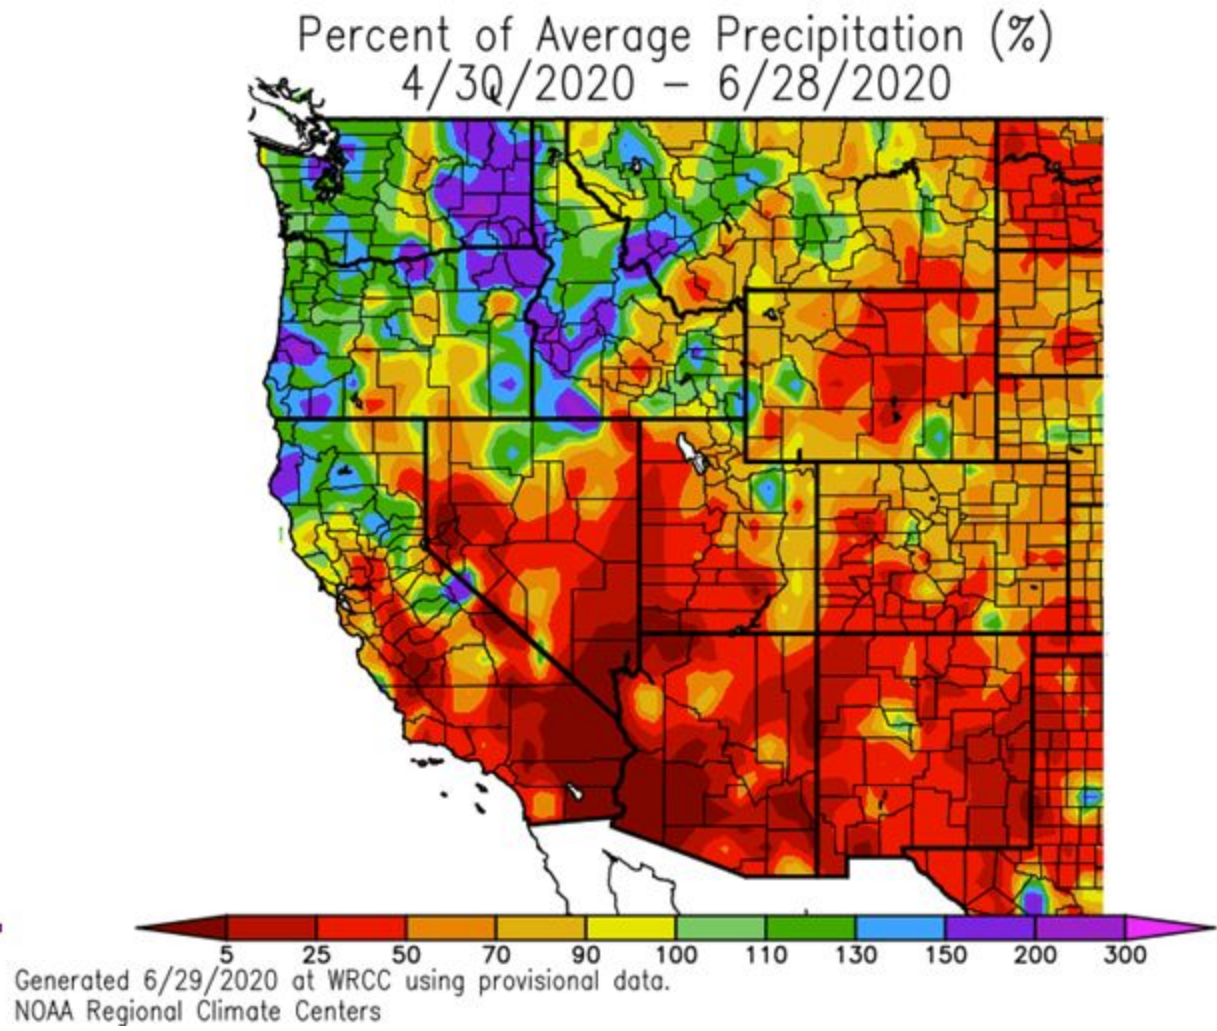 Percent of Average Precipitation (%)
4/30/2020 – 6/28/2020
5 25 50 70 90 100 110 130 150 200 300
Generated 6/29/2020 at WRCC using provisional data.
NOAA Regional Climate Centers